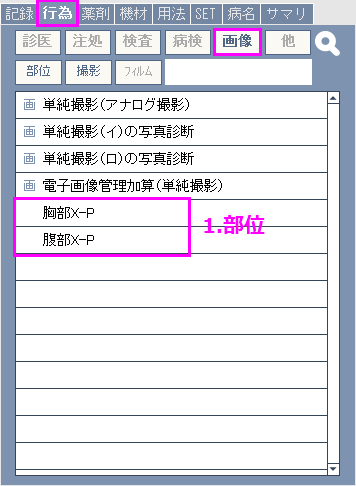 記録 行為 薬剤 機材 用法 SET 病名 サマリ
診医 注処 検査 病検 画像 他
部位 撮影 フィルム
画 単純撮影(アナログ撮影)
画 単純撮影(イ)の写真診断
画 単純撮影(ロ)の写真診断
画 電子画像管理加算(単純撮影)
胸部X-P
1.部位
腹部X-P